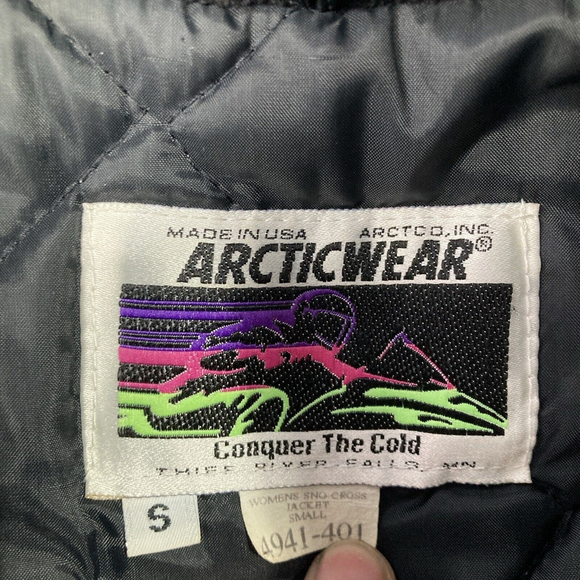 MADE IN USA ARCTCO, INC.
ARCTICWEAR®
Conquer The Cold
THIEF RIVER FALLS, MN
S
WOMENS SNO CROSS
JACKET
SMALL
4941-401